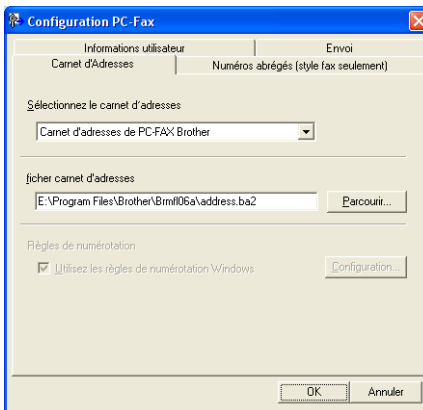 Configuration PC-Fax
Informations utilisateur
Envoi
Carnet d'Adresses
Numéros abrégés (style fax seulement)
Sélectionnez le carnet d'adresses
Carnet d'adresses de PC-FAX Brother
ficher carnet d'adresses
E:\Program Files\Brother\Brmfl06a\address.ba2
Parcourir...
Règles de numérotation
Utilisez les règles de numérotation Windows
Configuration...
OK
Annuler